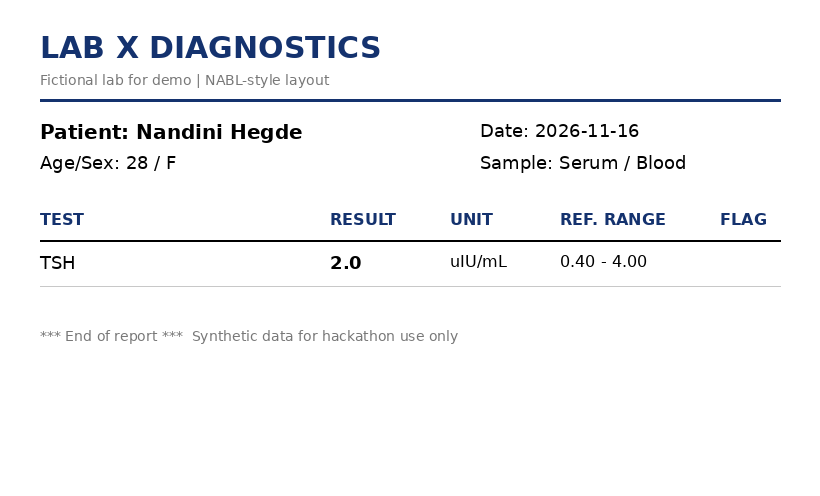 LAB X DIAGNOSTICS
Fictional lab for demo | NABL-style layout
Patient: Nandini Hegde Date: 2026-11-16
Age/Sex: 28 / F Sample: Serum / Blood
TEST RESULT UNIT REF. RANGE FLAG
TSH 2.0 uIU/mL 0.40 - 4.00
*** End of report *** Synthetic data for hackathon use only